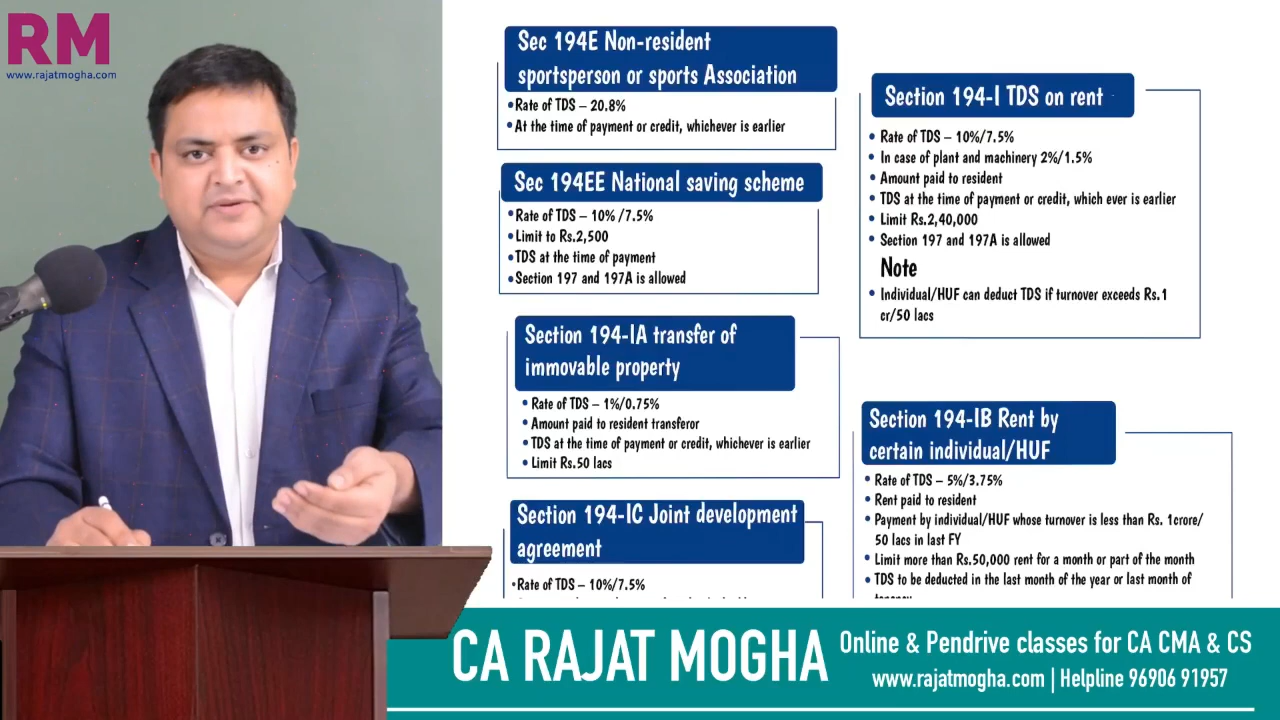 RM
www.rajatmogha.com
Sec 194E Non-resident
sportsperson or sports Association
•Rate of TDS – 20.8%
•At the time of payment or credit, whichever is earlier
Sec 194EE National saving scheme
•Rate of TDS – 10% /7.5%
•Limit to Rs.2,500
•TDS at the time of payment
•Section 197 and 197A is allowed
Section 194-IA transfer of
immovable property
• Rate of TDS – 1%/0.75%
• Amount paid to resident transferor
• TDS at the time of payment or credit, whichever is earlier
• Limit Rs.50 lacs
Section 194-IC Joint development
agreement
•Rate of TDS – 10%/7.5%
Section 194-I TDS on rent
• Rate of TDS – 10%/7.5%
• In case of plant and machinery 2%/1.5%
• Amount paid to resident
• TDS at the time of payment or credit, which ever is earlier
• Limit Rs.2,40,000
• Section 197 and 197A is allowed
Note
• Individual/HUF can deduct TDS if turnover exceeds Rs.1
cr/50 lacs
Section 194-IB Rent by
certain individual/HUF
• Rate of TDS – 5%/3.75%
• Rent paid to resident
• Payment by individual/HUF whose turnover is less than Rs. 1crore/
50 lacs in last FY
• Limit more than Rs.50,000 rent for a month or part of the month
• TDS to be deducted in the last month of the year or last month of
CA RAJAT MOGHA
Online & Pendrive classes for CA CMA & CS
www.rajatmogha.com | Helpline 96906 91957